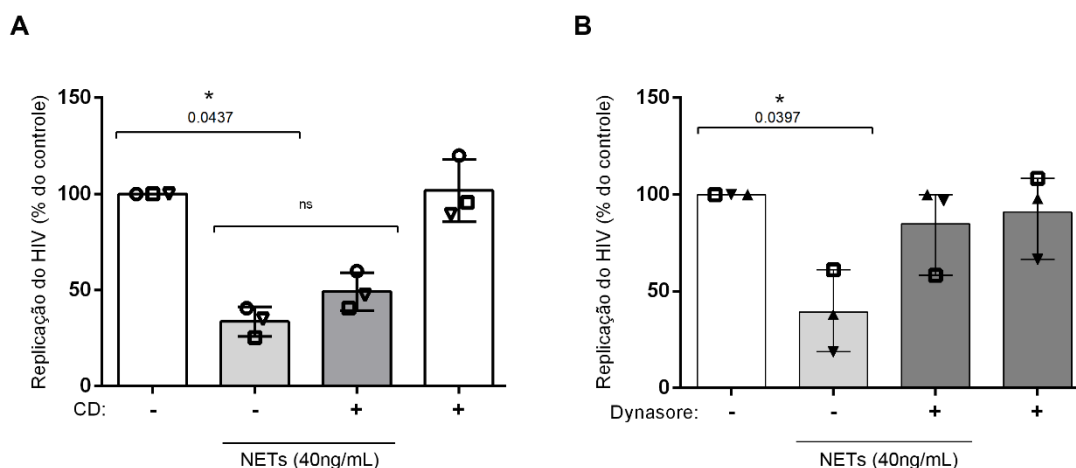 A
Replicação do HIV (% do controle)
150
100
50
0
*
0.0437
ns
CD:
-
-
+
+
NETs (40ng/mL)
B
Replicação do HIV (% do controle)
150
100
50
0
*
0.0397
Dynasore:
-
-
+
+
NETs (40ng/mL)